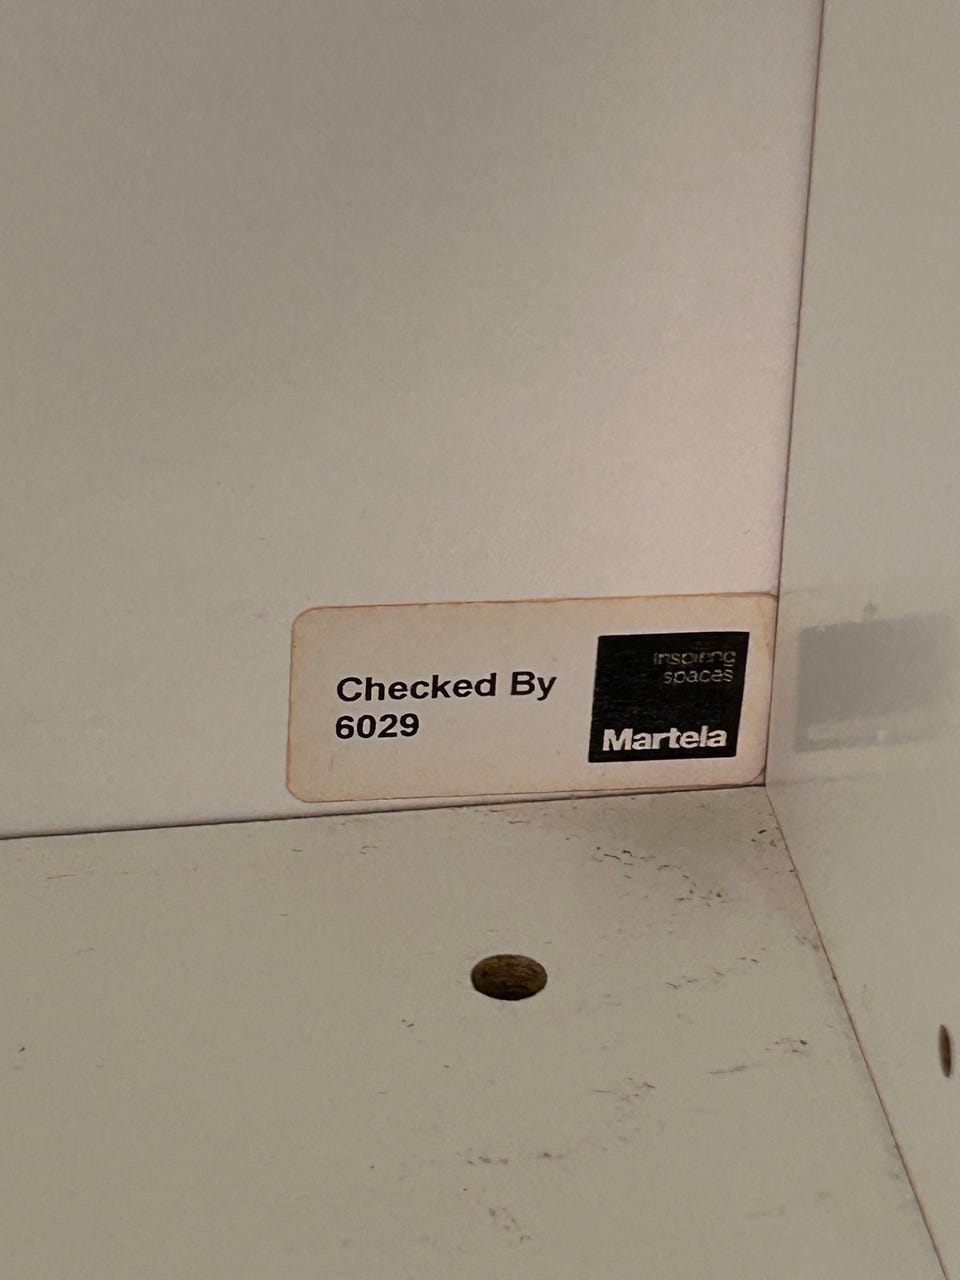 Checked By
6029
inspiring
spaces
Martela